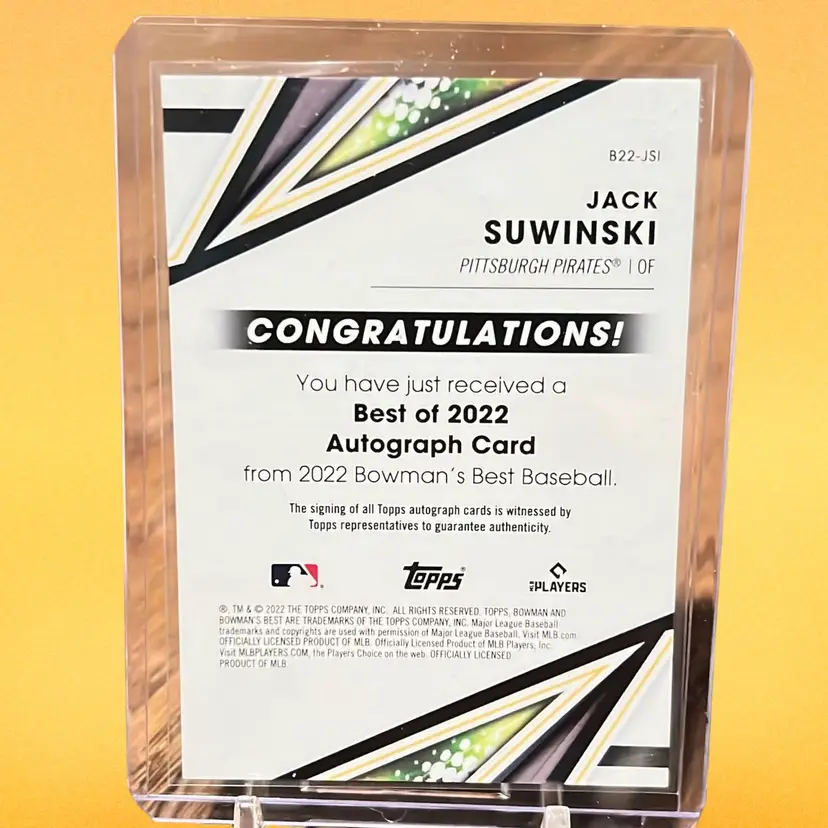 B22-JSI
JACK
SUWINSKI
PITTSBURGH PIRATES® | OF
CONGRATULATIONS!
You have just received a
Best of 2022
Autograph Card
from 2022 Bowman's Best Baseball.
The signing of all Topps autograph cards is witnessed by
Topps representatives to guarantee authenticity.
Topps®
MLB PLAYERS
®, TM & © 2022 THE TOPPS COMPANY, INC. ALL RIGHTS RESERVED. TOPPS, BOWMAN AND
BOWMAN'S BEST ARE TRADEMARKS OF THE TOPPS COMPANY, INC. Major League Baseball
trademarks and copyrights are used with permission of Major League Baseball. Visit MLB.com
OFFICIALLY LICENSED PRODUCT OF MLB. Officially Licensed Product of MLB Players, Inc.
Visit MLBPLAYERS.COM, the Players Choice on the web. OFFICIALLY LICENSED
PRODUCT OF MLB.